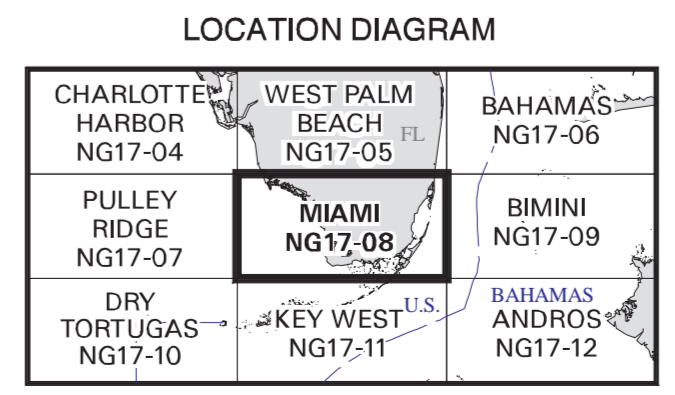 LOCATION DIAGRAM
CHARLOTTE
HARBOR
NG17-04
WEST PALM
BEACH
NG17-05
FL
BAHAMAS
NG17-06
PULLEY
RIDGE
NG17-07
MIAMI
NG17-08
BIMINI
NG17-09
DRY
TORTUGAS
NG17-10
U.S.
KEY WEST
NG17-11
BAHAMAS
ANDROS
NG17-12